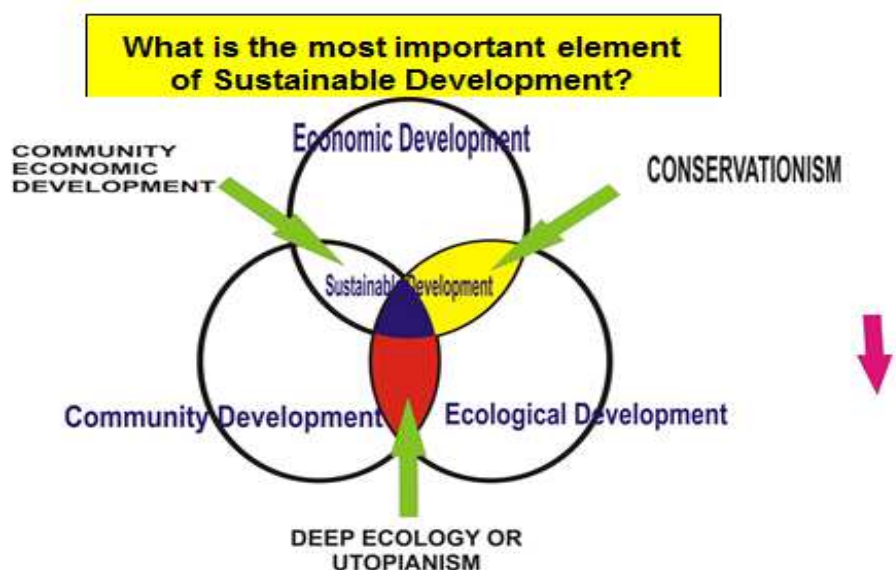 What is the most important element
of Sustainable Development?
Economic Development
COMMUNITY
ECONOMIC
DEVELOPMENT
CONSERVATIONISM
Sustainable Development
Community Development
Ecological Development
DEEP ECOLOGY OR
UTOPIANISM